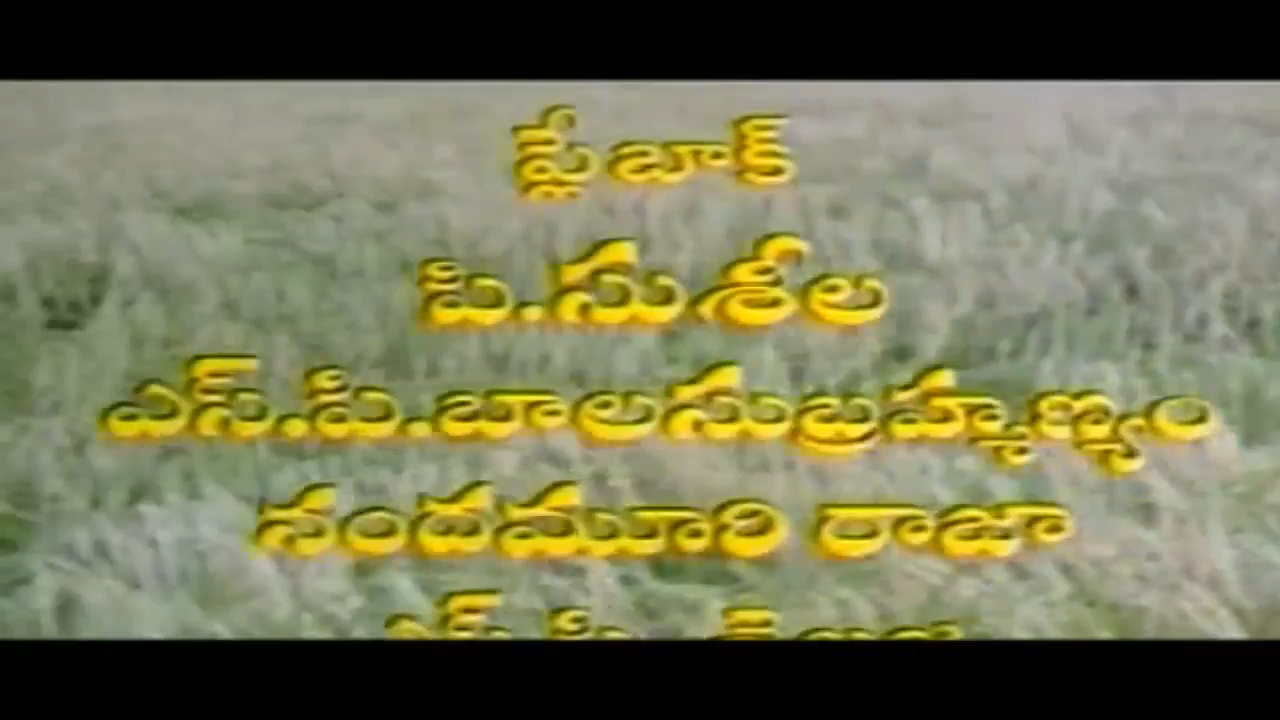 ప్లేబాక్
పి.సుశీల
ఎస్.పి.బాలసుబ్రహ్మణ్యం
నందమూరి రాజా